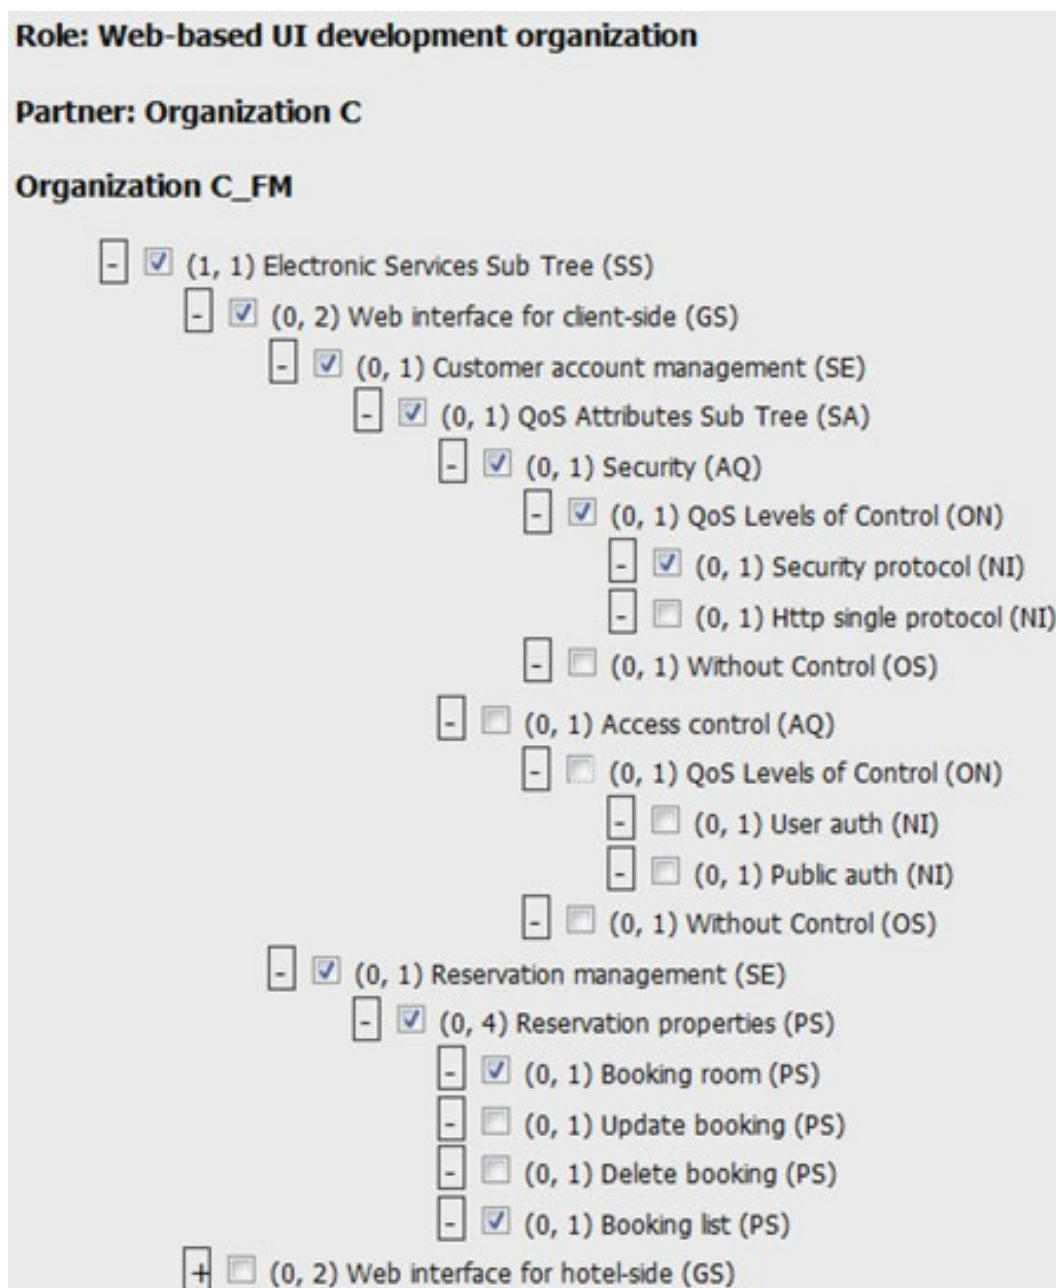 Role: Web-based UI development organization
Partner: Organization C
Organization C_FM
- (1, 1) Electronic Services Sub Tree (SS)
- (0, 2) Web interface for client-side (GS)
- (0, 1) Customer account management (SE)
- (0, 1) QoS Attributes Sub Tree (SA)
- (0, 1) Security (AQ)
- (0, 1) QoS Levels of Control (ON)
- (0, 1) Security protocol (NI)
- (0, 1) Http single protocol (NI)
- (0, 1) Without Control (OS)
- (0, 1) Access control (AQ)
- (0, 1) QoS Levels of Control (ON)
- (0, 1) User auth (NI)
- (0, 1) Public auth (NI)
- (0, 1) Without Control (OS)
- (0, 1) Reservation management (SE)
- (0, 4) Reservation properties (PS)
- (0, 1) Booking room (PS)
- (0, 1) Update booking (PS)
- (0, 1) Delete booking (PS)
- (0, 1) Booking list (PS)
+ (0, 2) Web interface for hotel-side (GS)